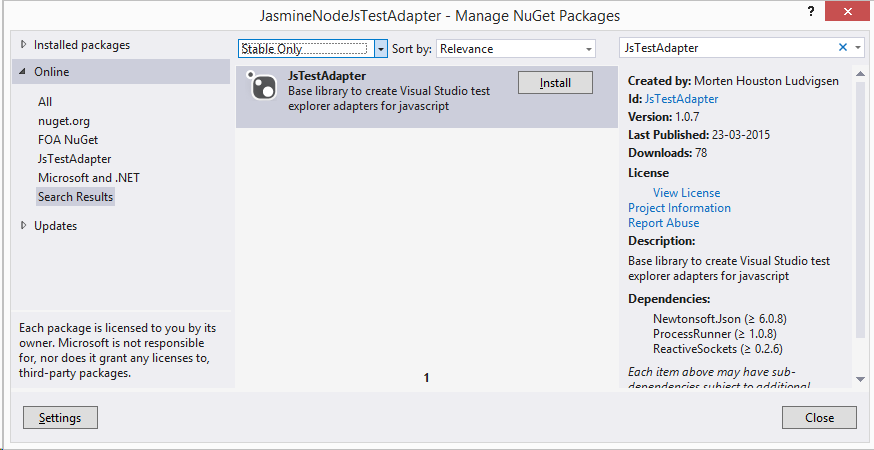 JasmineNodeJsTestAdapter - Manage NuGet Packages
?
Installed packages
Online
All
nuget.org
FOA NuGet
JsTestAdapter
Microsoft and .NET
Search Results
Updates
Each package is licensed to you by its
owner. Microsoft is not responsible
for, nor does it grant any licenses to,
third-party packages.
Stable Only
Sort by:
Relevance
JsTestAdapter
Install
Base library to create Visual Studio test
explorer adapters for javascript
1
JsTestAdapter
Created by: Morten Houston Ludvigsen
Id: JsTestAdapter
Version: 1.0.7
Last Published: 23-03-2015
Downloads: 78
License
View License
Project Information
Report Abuse
Description:
Base library to create Visual Studio test
explorer adapters for javascript
Dependencies:
Newtonsoft.Json (≥ 6.0.8)
ProcessRunner (≥ 1.0.8)
ReactiveSockets (≥ 0.2.6)
Each item above may have sub-
dependencies subject to additional
Settings
Close